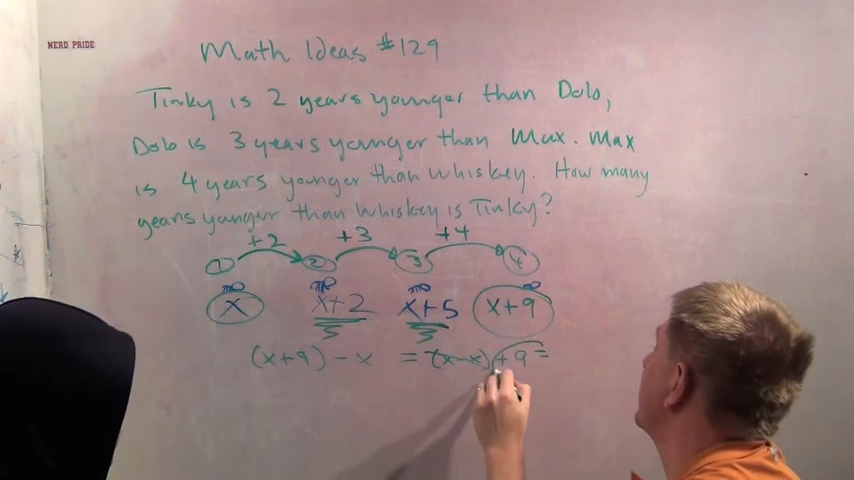 NERD PRIDE
Math Ideas #129
Tinky is 2 years younger than Dolo,
Dolo is 3 years younger than Max. Max
is 4 years younger than Whiskey. How many
years younger than Whiskey is Tinky?
+2 +3 +4
1 2 3 4
x x+2 x+5 x+9
(x+9) - x = (x-x) + 9 =